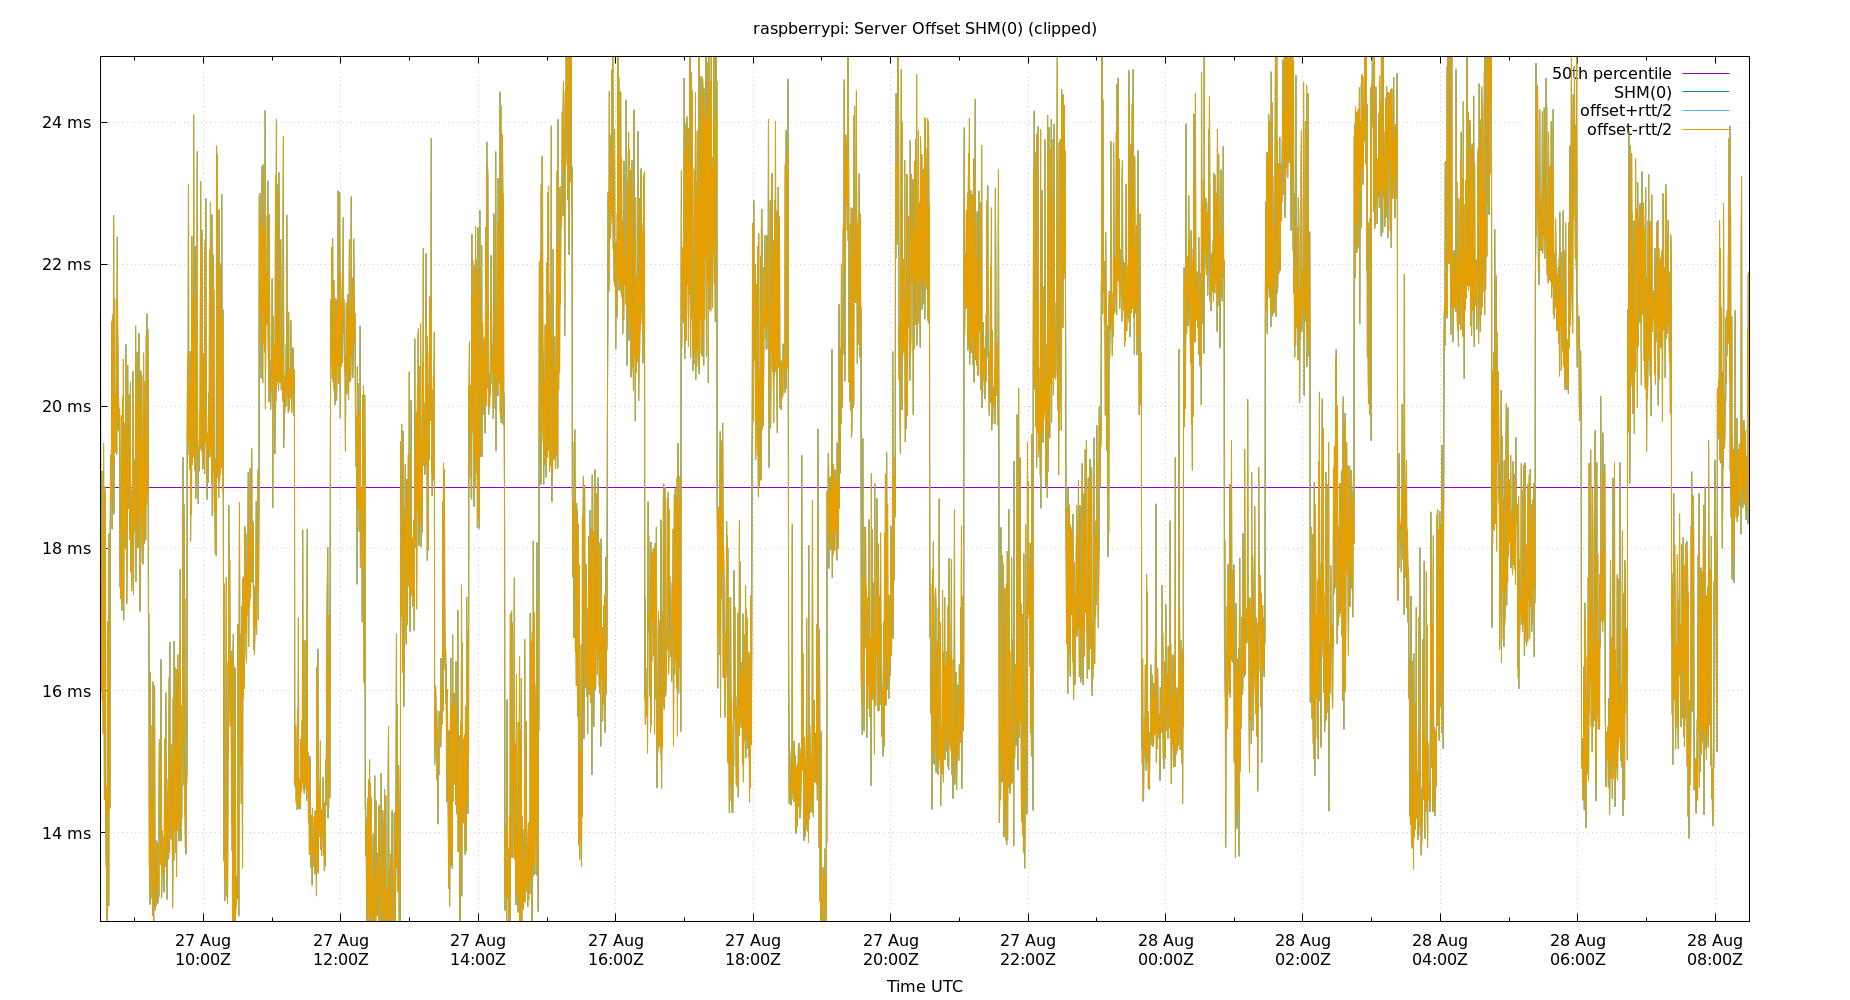 raspberrypi: Server Offset SHM(0) (clipped)
50th percentile
SHM(0)
offset+rtt/2
offset-rtt/2
24 ms
22 ms
20 ms
18 ms
16 ms
14 ms
27 Aug 27 Aug 27 Aug 27 Aug 27 Aug 27 Aug 27 Aug 28 Aug 28 Aug 28 Aug 28 Aug 28 Aug
10:00Z 12:00Z 14:00Z 16:00Z 18:00Z 20:00Z 22:00Z 00:00Z 02:00Z 04:00Z 06:00Z 08:00Z
Time UTC